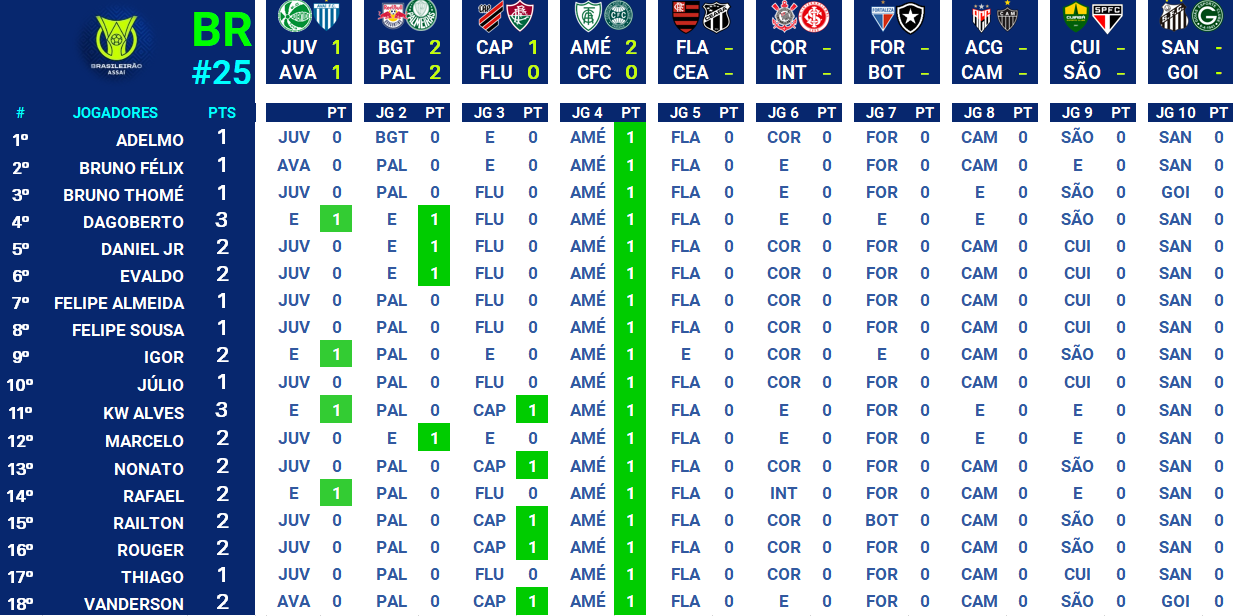 BR
#25
BRASILEIRÃO
ASSAÍ
JUV 1 BGT 2 CAP 1 AMÉ 2 FLA – COR – FOR – ACG – CUI – SAN -
AVA 1 PAL 2 FLU 0 CFC 0 CEA – INT – BOT – CAM – SÃO – GOI -
# JOGADORES PTS PT JG 2 PT JG 3 PT JG 4 PT JG 5 PT JG 6 PT JG 7 PT JG 8 PT JG 9 PT JG 10 PT
1º ADELMO 1 JUV 0 BGT 0 E 0 AMÉ 1 FLA 0 COR 0 FOR 0 CAM 0 SÃO 0 SAN 0
2º BRUNO FÉLIX 1 AVA 0 PAL 0 E 0 AMÉ 1 FLA 0 E 0 FOR 0 CAM 0 E 0 SAN 0
3º BRUNO THOMÉ 1 JUV 0 PAL 0 FLU 0 AMÉ 1 FLA 0 E 0 FOR 0 E 0 SÃO 0 GOI 0
4º DAGOBERTO 3 E 1 E 1 FLU 0 AMÉ 1 FLA 0 E 0 E 0 E 0 SÃO 0 SAN 0
5º DANIEL JR 2 JUV 0 E 1 FLU 0 AMÉ 1 FLA 0 COR 0 FOR 0 CAM 0 CUI 0 SAN 0
6º EVALDO 2 JUV 0 E 1 FLU 0 AMÉ 1 FLA 0 COR 0 FOR 0 CAM 0 CUI 0 SAN 0
7º FELIPE ALMEIDA 1 JUV 0 PAL 0 FLU 0 AMÉ 1 FLA 0 COR 0 FOR 0 CAM 0 CUI 0 SAN 0
8º FELIPE SOUSA 1 JUV 0 PAL 0 FLU 0 AMÉ 1 FLA 0 COR 0 FOR 0 CAM 0 CUI 0 SAN 0
9º IGOR 2 E 1 PAL 0 E 0 AMÉ 1 E 0 COR 0 E 0 CAM 0 SÃO 0 SAN 0
10º JÚLIO 1 JUV 0 PAL 0 FLU 0 AMÉ 1 FLA 0 COR 0 FOR 0 CAM 0 CUI 0 SAN 0
11º KW ALVES 3 E 1 PAL 0 CAP 1 AMÉ 1 FLA 0 E 0 FOR 0 E 0 E 0 SAN 0
12º MARCELO 2 JUV 0 E 1 E 0 AMÉ 1 FLA 0 E 0 FOR 0 E 0 E 0 SAN 0
13º NONATO 2 JUV 0 PAL 0 CAP 1 AMÉ 1 FLA 0 COR 0 FOR 0 CAM 0 SÃO 0 SAN 0
14º RAFAEL 2 E 1 PAL 0 FLU 0 AMÉ 1 FLA 0 INT 0 FOR 0 CAM 0 E 0 SAN 0
15º RAILTON 2 JUV 0 PAL 0 CAP 1 AMÉ 1 FLA 0 COR 0 BOT 0 CAM 0 SÃO 0 SAN 0
16º ROUGER 2 JUV 0 PAL 0 CAP 1 AMÉ 1 FLA 0 COR 0 FOR 0 CAM 0 SÃO 0 SAN 0
17º THIAGO 1 JUV 0 PAL 0 FLU 0 AMÉ 1 FLA 0 COR 0 FOR 0 CAM 0 CUI 0 SAN 0
18º VANDERSON 2 AVA 0 PAL 0 CAP 1 AMÉ 1 FLA 0 E 0 FOR 0 CAM 0 SÃO 0 GOI 0